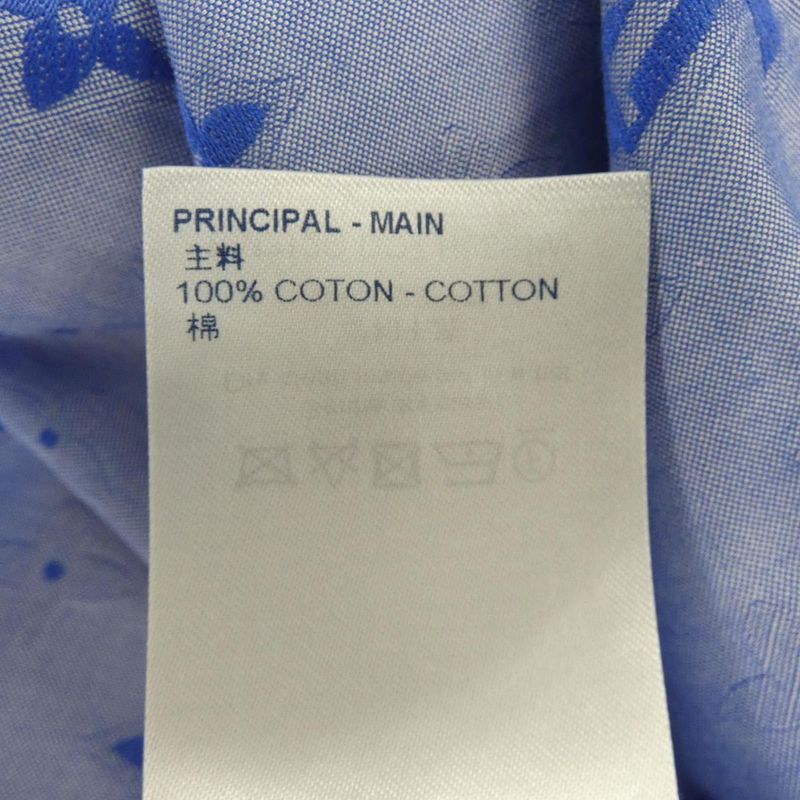 PRINCIPAL - MAIN
主料
100% COTON - COTTON
棉